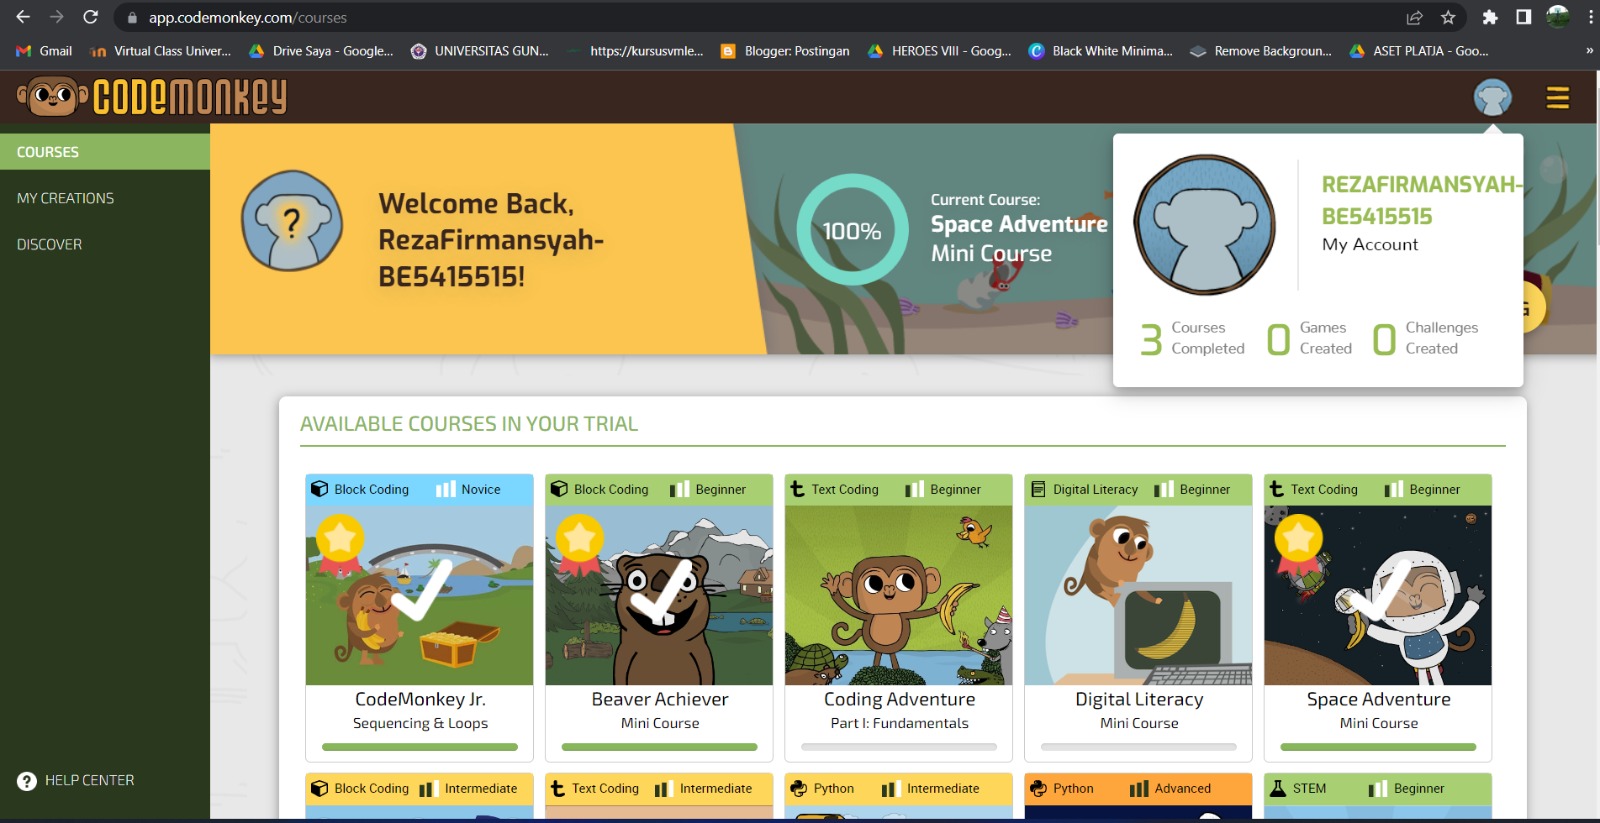 app.codemonkey.com/courses
Gmail
Virtual Class Univer...
Drive Saya - Google...
UNIVERSITAS GUN...
https://kursusvmle...
Blogger: Postingan
HEROES VIII - Goog...
Black White Minima...
Remove Backgroun...
ASET PLATJA - Goo...
»
CODEMONKEY
COURSES
MY CREATIONS
DISCOVER
HELP CENTER
?
Welcome Back,
RezaFirmansyah-
BE5415515!
100%
Current Course:
Space Adventure
Mini Course
REZAFIRMANSYAH-
BE5415515
My Account
3 Courses Completed
0 Games Created
0 Challenges Created
G
AVAILABLE COURSES IN YOUR TRIAL
Block Coding Novice
CodeMonkey Jr.
Sequencing & Loops
Block Coding Beginner
Beaver Achiever
Mini Course
Text Coding Beginner
Coding Adventure
Part I: Fundamentals
Digital Literacy Beginner
Digital Literacy
Mini Course
Text Coding Beginner
Space Adventure
Mini Course
Block Coding Intermediate
Text Coding Intermediate
Python Intermediate
Python Advanced
STEM Beginner